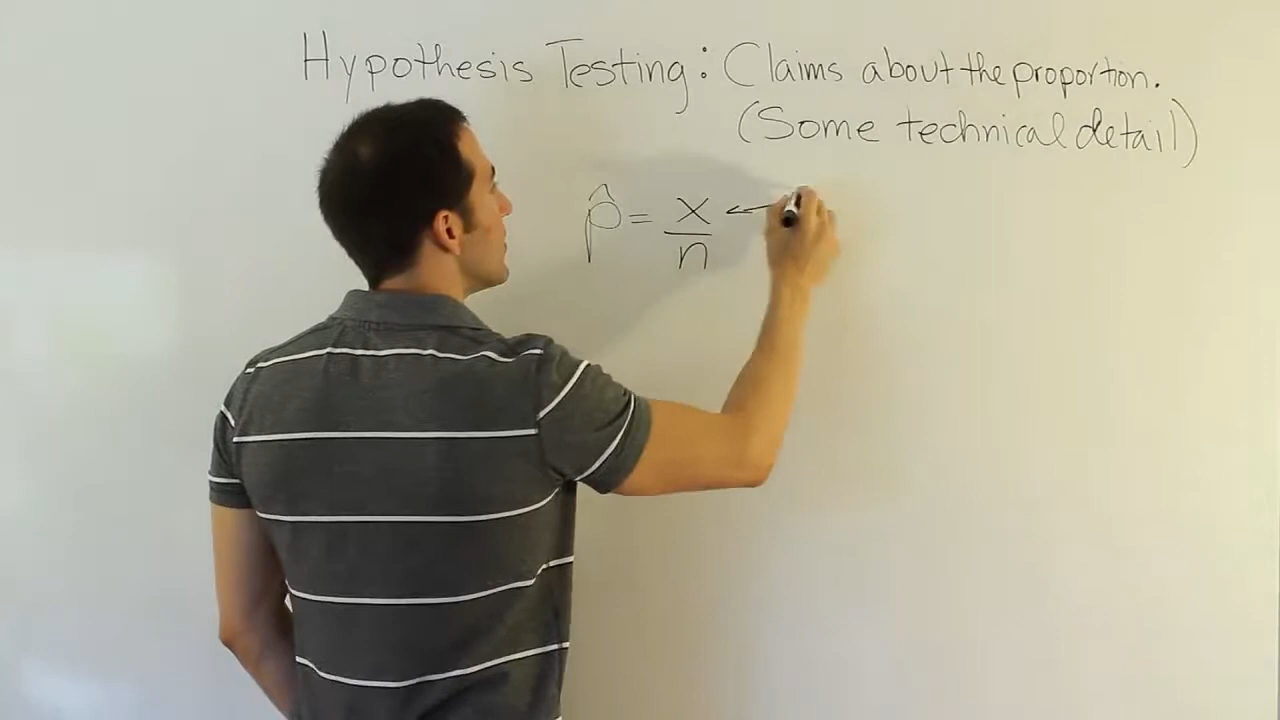 Hypothesis Testing: Claims about the proportion.
(Some technical detail)
p̂ = x/n ←